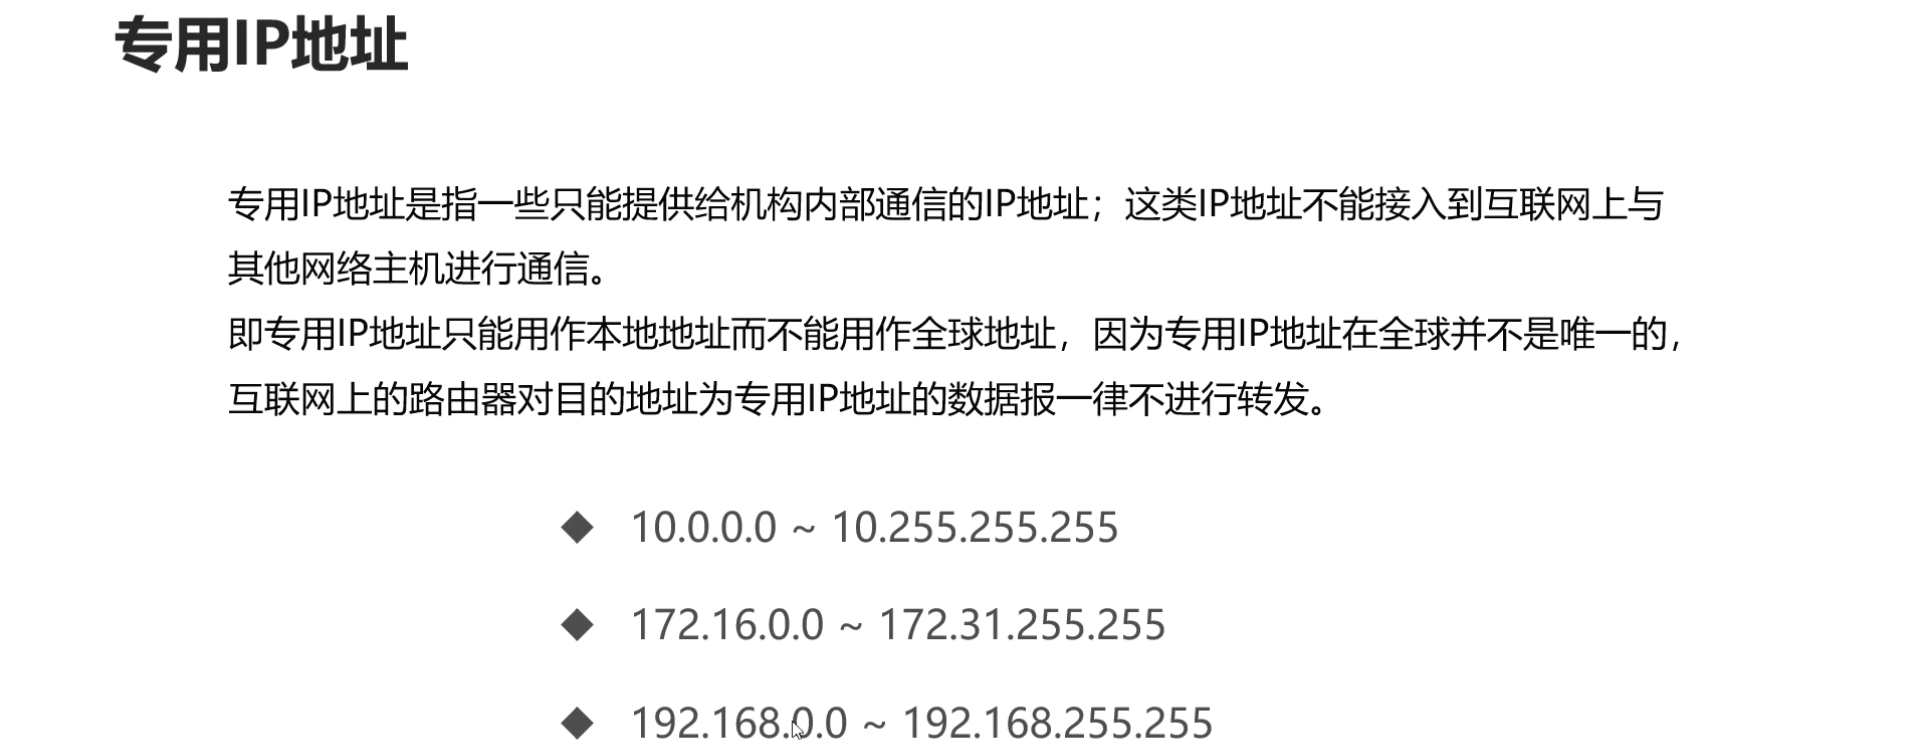 专用IP地址
专用IP地址是指一些只能提供给机构内部通信的IP地址；这类IP地址不能接入到互联网上与
其他网络主机进行通信。
即专用IP地址只能用作本地地址而不能用作全球地址，因为专用IP地址在全球并不是唯一的，
互联网上的路由器对目的地址为专用IP地址的数据报一律不进行转发。
◆ 10.0.0.0 ~ 10.255.255.255
◆ 172.16.0.0 ~ 172.31.255.255
◆ 192.168.0.0 ~ 192.168.255.255